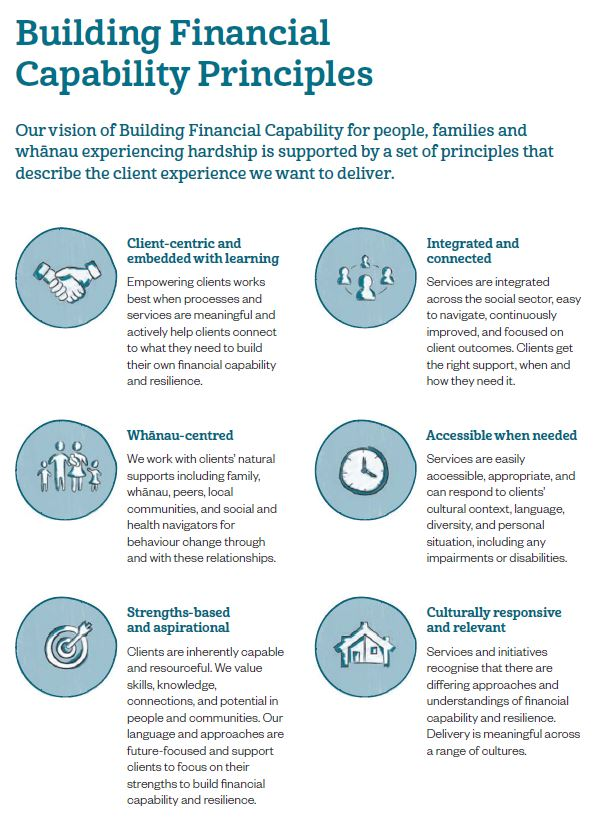 Building Financial
Capability Principles
Our vision of Building Financial Capability for people, families and
whānau experiencing hardship is supported by a set of principles that
describe the client experience we want to deliver.
Client-centric and
embedded with learning
Empowering clients works
best when processes and
services are meaningful and
actively help clients connect
to what they need to build
their own financial capability
and resilience.
Integrated and
connected
Services are integrated
across the social sector, easy
to navigate, continuously
improved, and focused on
client outcomes. Clients get
the right support, when and
how they need it.
Whānau-centred
We work with clients' natural
supports including family,
whānau, peers, local
communities, and social and
health navigators for
behaviour change through
and with these relationships.
Accessible when needed
Services are easily
accessible, appropriate, and
can respond to clients'
cultural context, language,
diversity, and personal
situation, including any
impairments or disabilities.
Strengths-based
and aspirational
Clients are inherently capable
and resourceful. We value
skills, knowledge,
connections, and potential in
people and communities. Our
language and approaches are
future-focused and support
clients to focus on their
strengths to build financial
capability and resilience.
Culturally responsive
and relevant
Services and initiatives
recognise that there are
differing approaches and
understandings of financial
capability and resilience.
Delivery is meaningful across
a range of cultures.